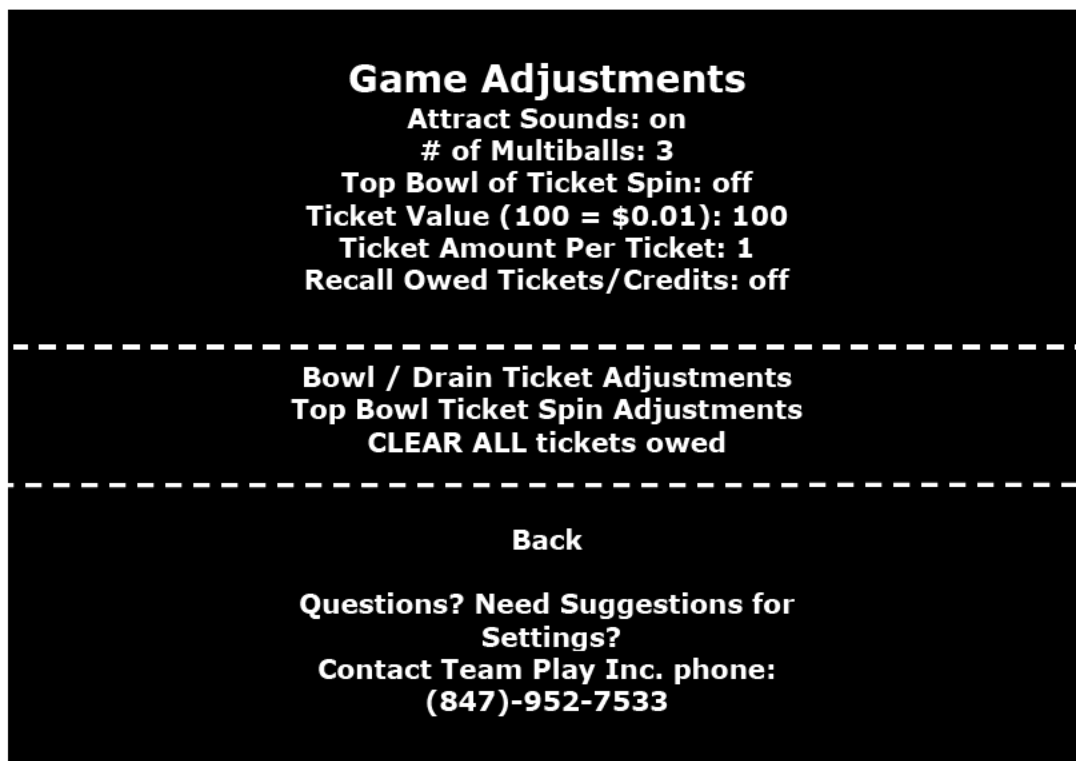 Game Adjustments
Attract Sounds: on
# of Multiballs: 3
Top Bowl of Ticket Spin: off
Ticket Value (100 = $0.01): 100
Ticket Amount Per Ticket: 1
Recall Owed Tickets/Credits: off
Bowl / Drain Ticket Adjustments
Top Bowl Ticket Spin Adjustments
CLEAR ALL tickets owed
Back
Questions? Need Suggestions for
Settings?
Contact Team Play Inc. phone:
(847)-952-7533